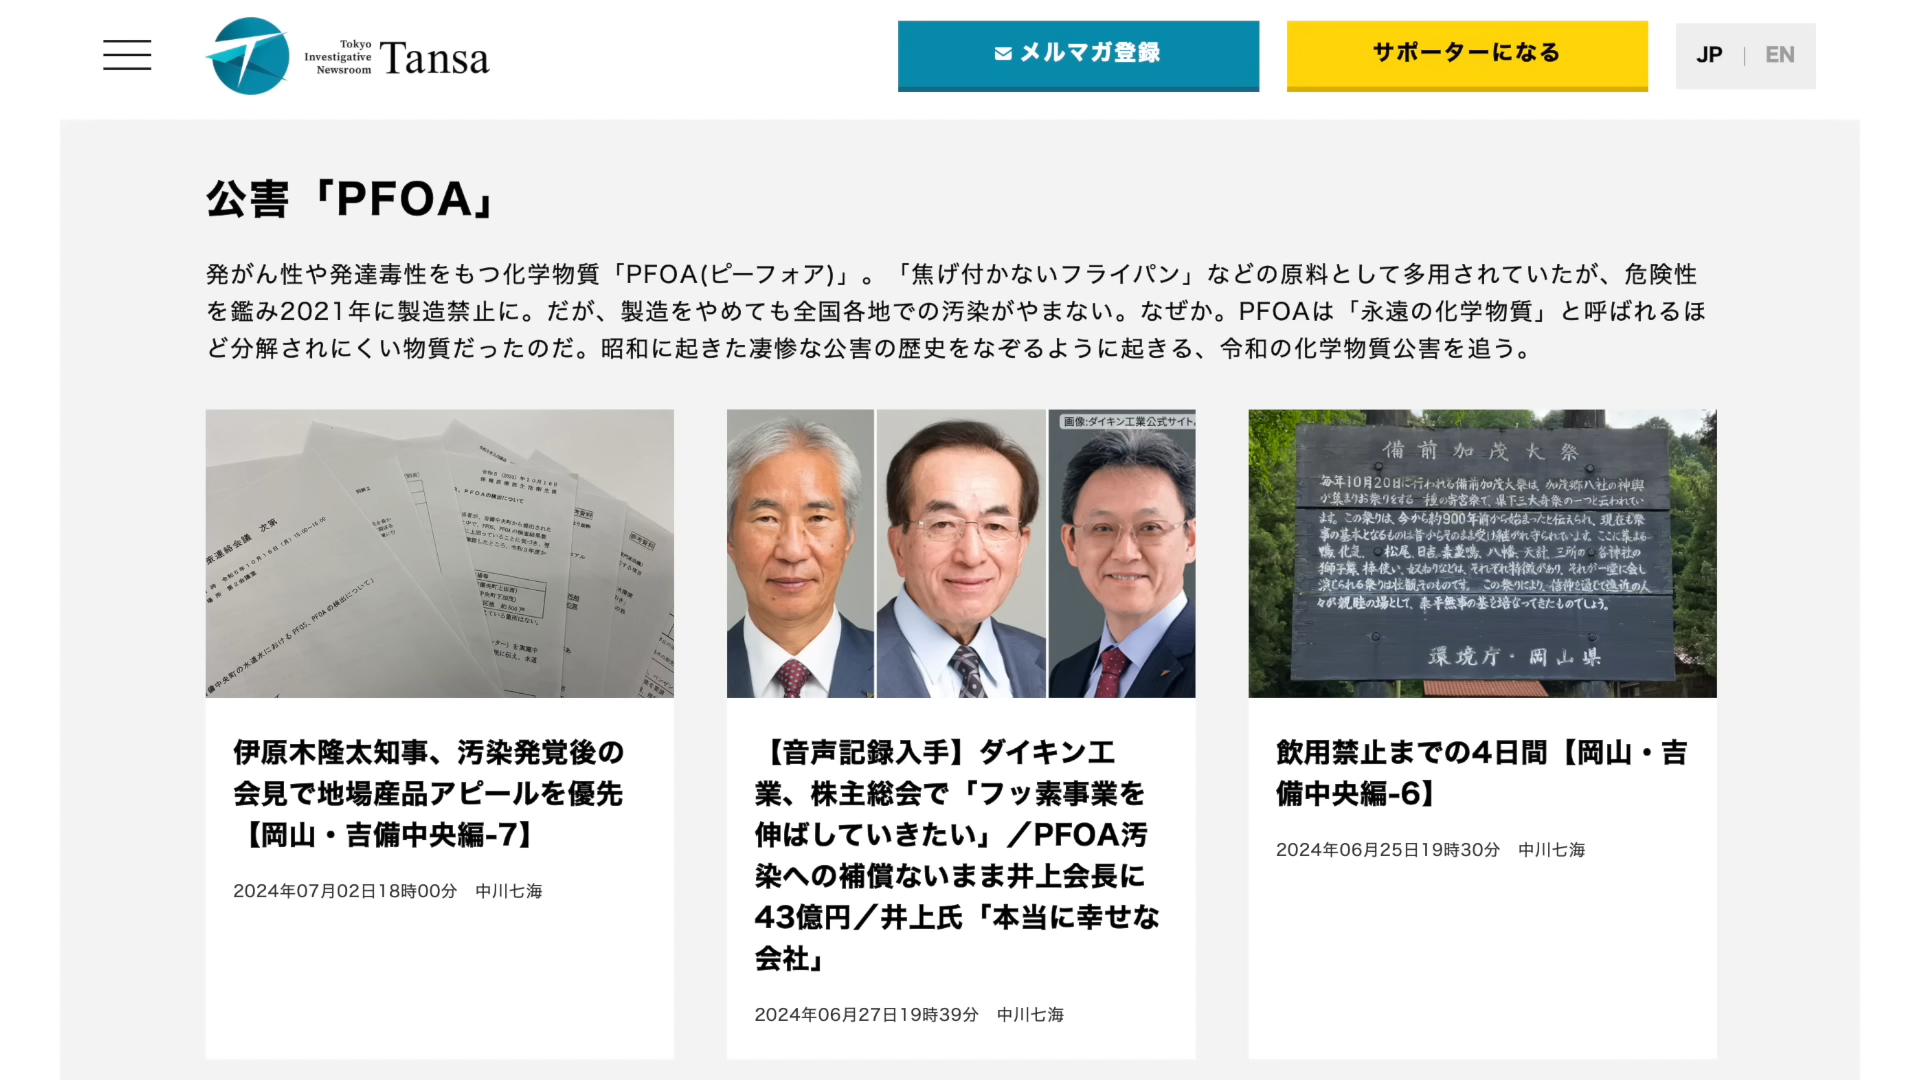 Tokyo
Investigative
Newsroom
Tansa
メルマガ登録
サポーターになる
JP | EN
公害「PFOA」
発がん性や発達毒性をもつ化学物質「PFOA(ピーフォア)」。「焦げ付かないフライパン」などの原料として多用されていたが、危険性
を鑑み2021年に製造禁止に。だが、製造をやめても全国各地での汚染がやまない。なぜか。PFOAは「永遠の化学物質」と呼ばれるほ
ど分解されにくい物質だったのだ。昭和に起きた凄惨な公害の歴史をなぞるように起きる、令和の化学物質公害を追う。
画像:ダイキン工業公式サイト
備前加茂大祭
環境庁・岡山県
伊原木隆太知事、汚染発覚後の
会見で地場産品アピールを優先
【岡山・吉備中央編-7】
2024年07月02日18時00分 中川七海
【音声記録入手】ダイキン工
業、株主総会で「フッ素事業を
伸ばしていきたい」／PFOA汚
染への補償ないまま井上会長に
43億円／井上氏「本当に幸せな
会社」
2024年06月27日19時39分 中川七海
飲用禁止までの4日間【岡山・吉
備中央編-6】
2024年06月25日19時30分 中川七海